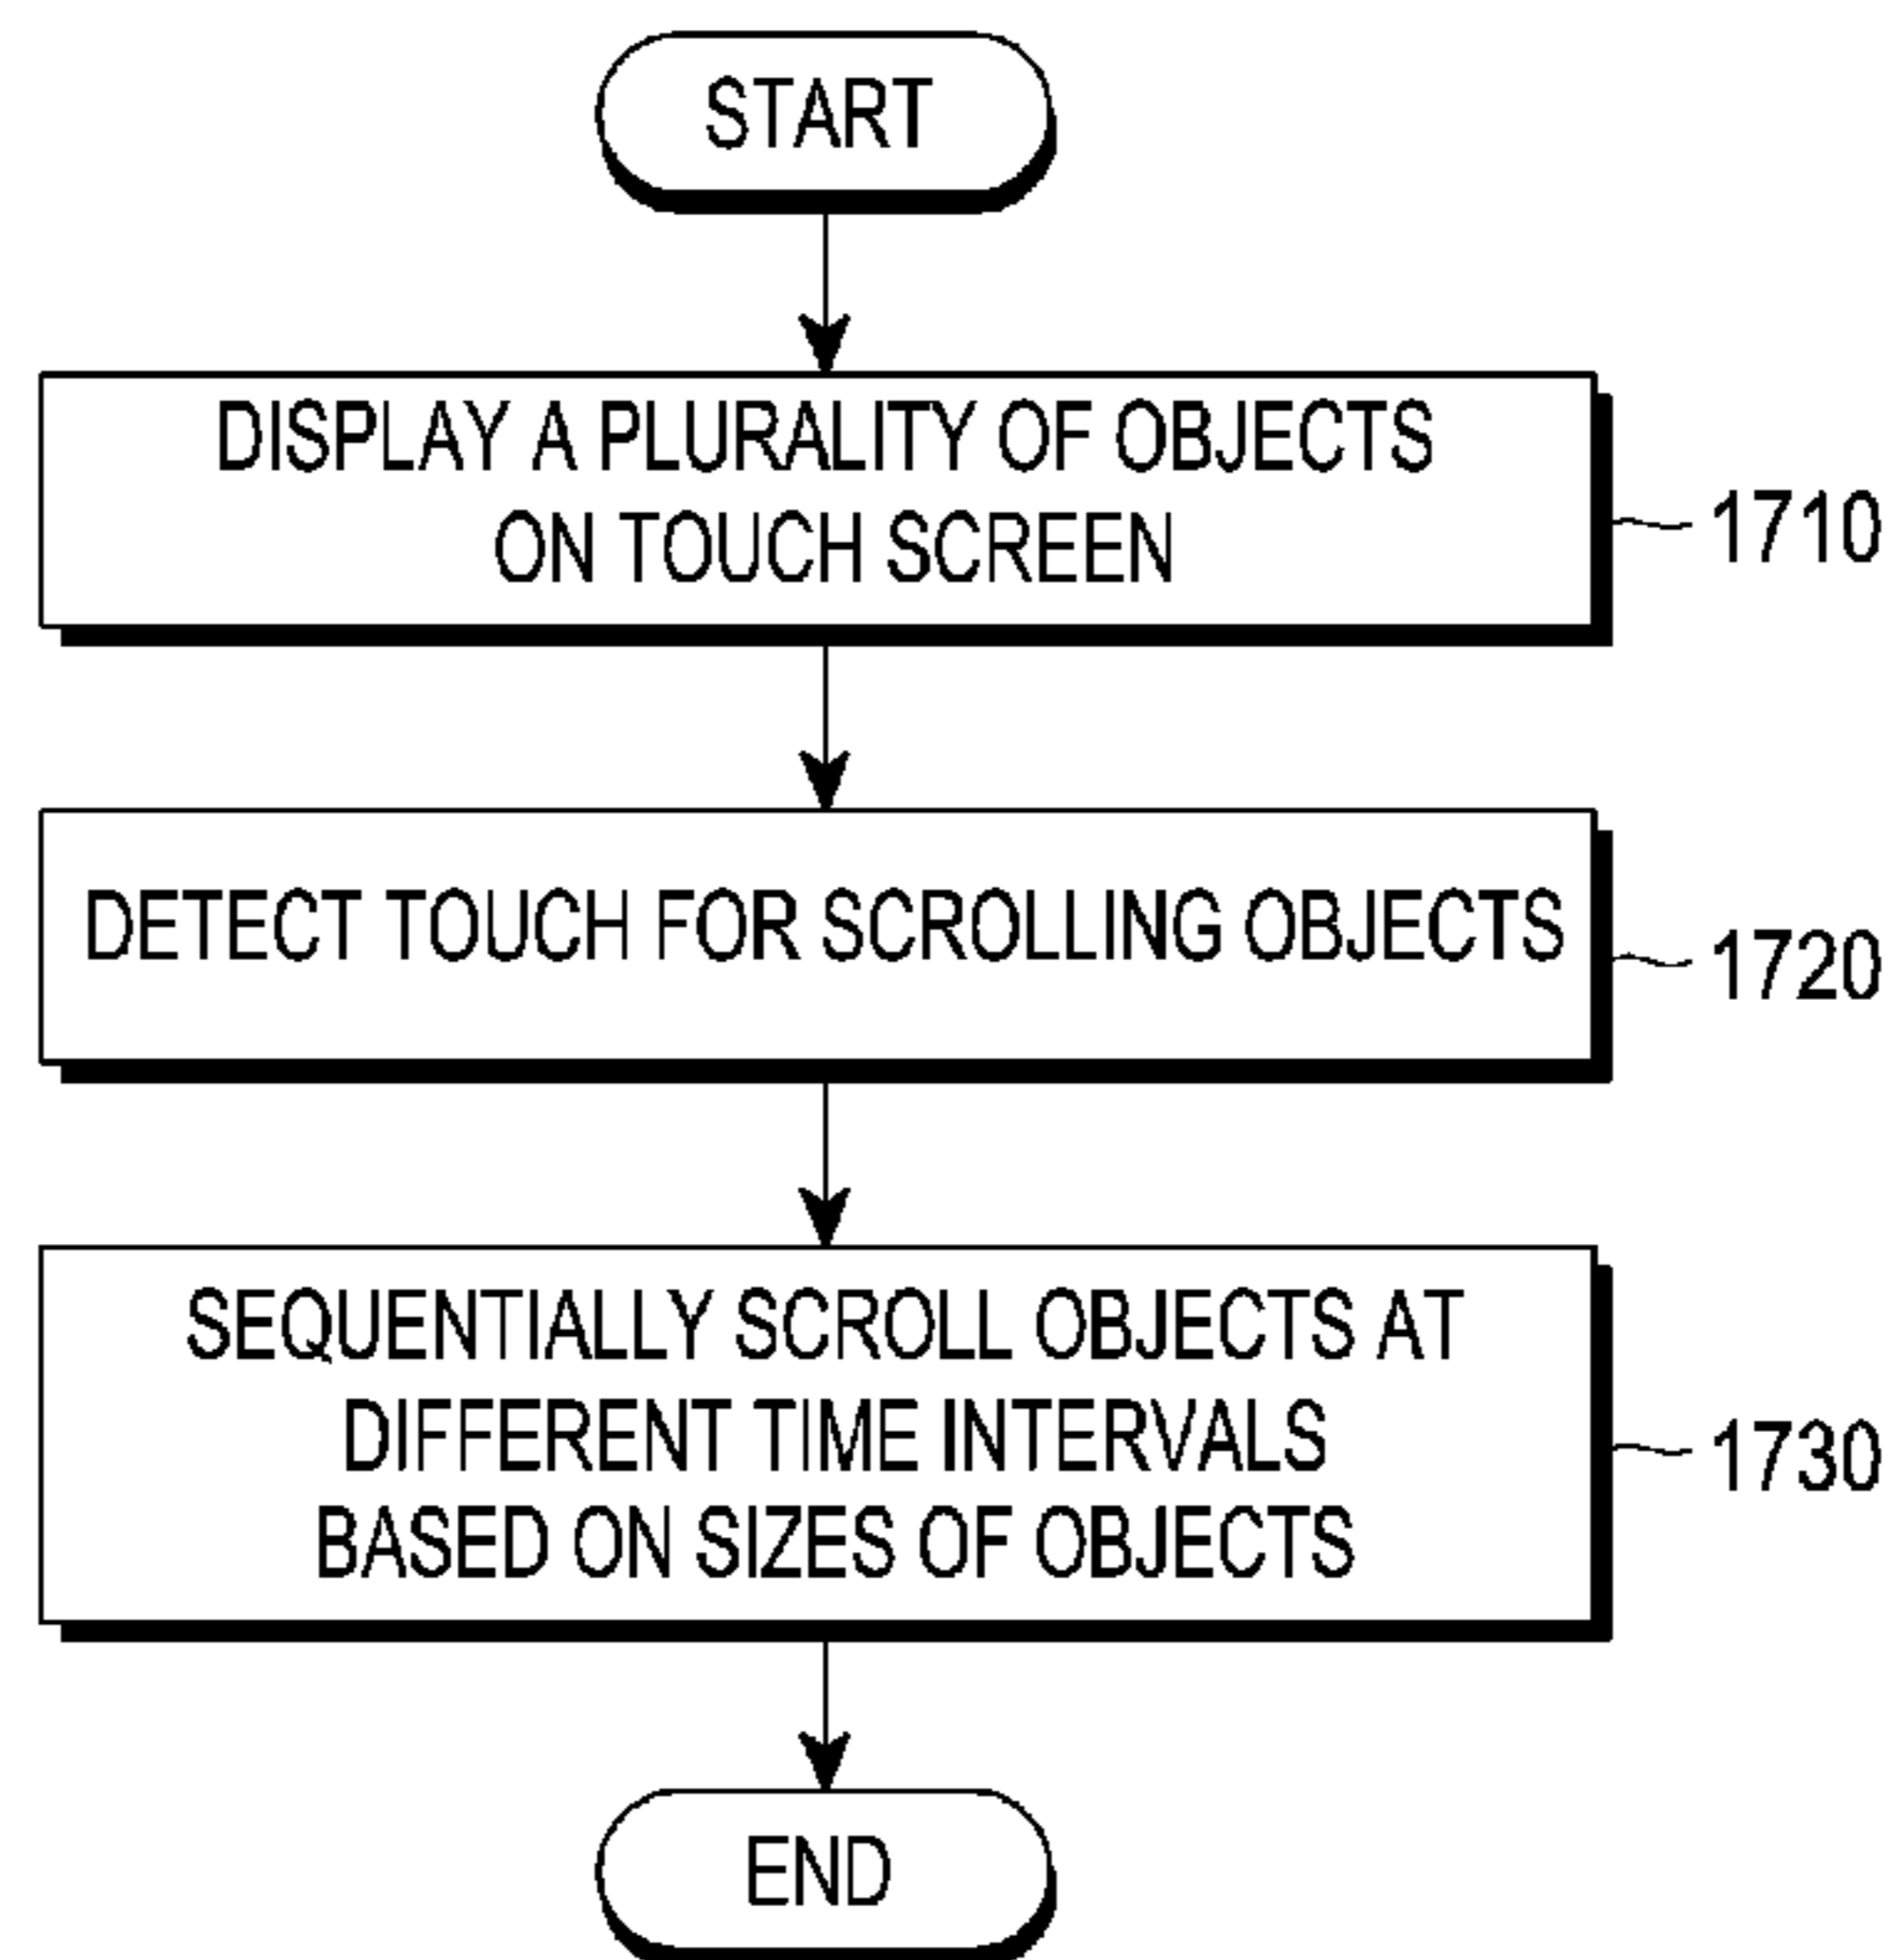 START
DISPLAY A PLURALITY OF OBJECTS
ON TOUCH SCREEN
1710
DETECT TOUCH FOR SCROLLING OBJECTS
1720
SEQUENTIALLY SCROLL OBJECTS AT
DIFFERENT TIME INTERVALS
BASED ON SIZES OF OBJECTS
1730
END